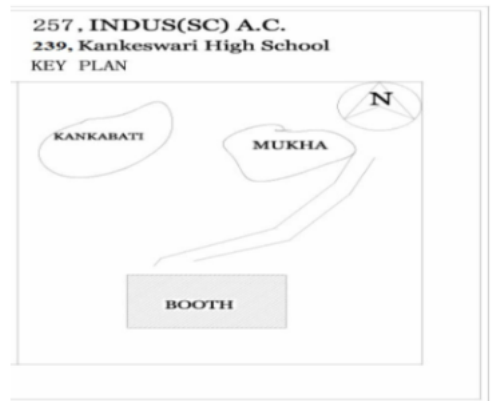 257, INDUS(SC) A.C.
239, Kankeswari High School
KEY PLAN
N
KANKABATI
MUKHA
BOOTH